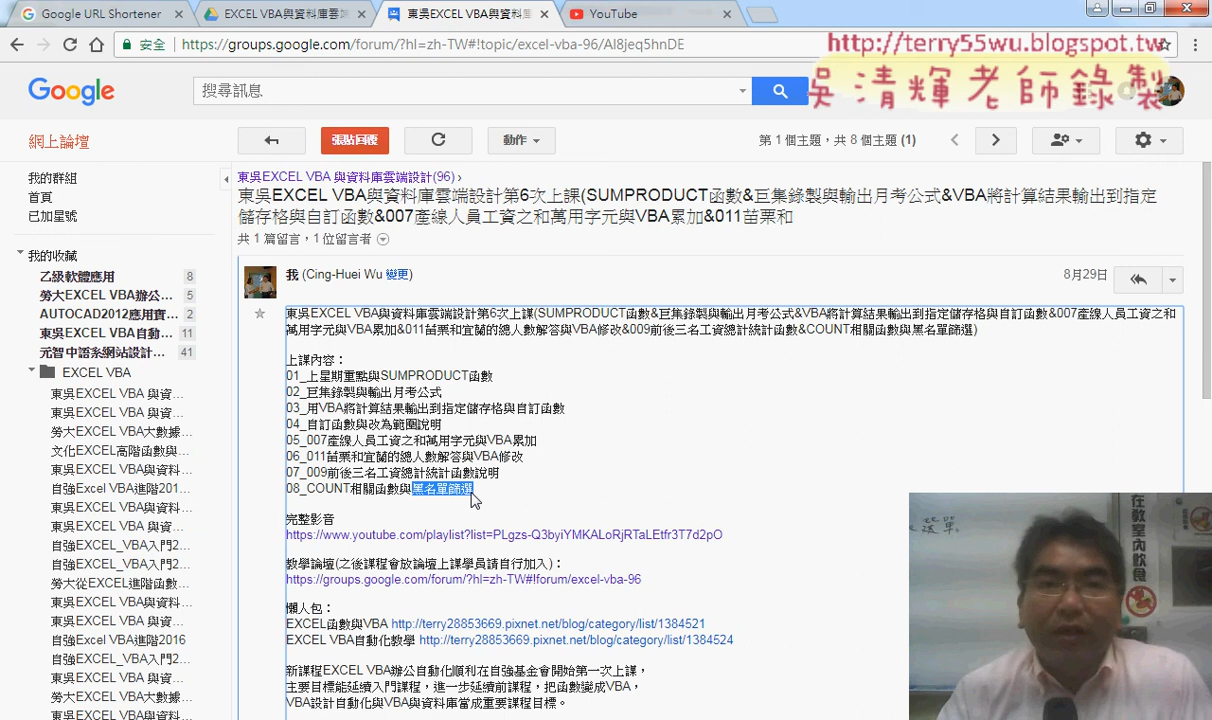 Google URL Shortener
EXCEL VBA與資料庫雲端
東吳EXCEL VBA與資料庫
YouTube
安全
https://groups.google.com/forum/?hl=zh-TW#!topic/excel-vba-96/AI8jeq5hnDE
http://terry55wu.blogspot.tw
吳清輝老師錄製
Google
搜尋訊息
網上論壇
張貼回覆
動作
第 1 個主題，共 8 個主題 (1)
我的群組
首頁
已加星號
我的收藏
乙級軟體應用 8
勞大EXCEL VBA辦公... 5
AUTOCAD2012應用實... 2
東吳EXCEL VBA自動... 11
元智中語系網站設計... 41
EXCEL VBA
東吳EXCEL VBA與資...
東吳EXCEL VBA與資...
勞大EXCEL VBA大數據...
文化EXCEL高階函數與...
東吳EXCEL VBA與資料...
自強Excel VBA進階201...
東吳EXCEL VBA與資料...
自強EXCEL_VBA入門2...
自強EXCEL_VBA入門2...
勞大從EXCEL進階函數...
東吳EXCEL VBA與資料...
東吳EXCEL VBA與資料...
自強Excel VBA進階2016
自強EXCEL_VBA入門2...
東吳EXCEL VBA與資...
勞大EXCEL VBA大數據...
東吳EXCEL VBA與資料...
東吳EXCEL VBA 與資料庫雲端設計(96) ›
東吳EXCEL VBA與資料庫雲端設計第6次上課(SUMPRODUCT函數&巨集錄製與輸出月考公式&VBA將計算結果輸出到指定
儲存格與自訂函數&007產線人員工資之和萬用字元與VBA累加&011苗栗和
共 1 篇留言，1 位留言者
我 (Cing-Huei Wu 變更)
8月29日
東吳EXCEL VBA與資料庫雲端設計第6次上課(SUMPRODUCT函數&巨集錄製與輸出月考公式&VBA將計算結果輸出到指定儲存格與自訂函數&007產線人員工資之和
萬用字元與VBA累加&011苗栗和宜蘭的總人數解答與VBA修改&009前後三名工資總計統計函數&COUNT相關函數與黑名單篩選)
上課內容：
01_上星期重點與SUMPRODUCT函數
02_巨集錄製與輸出月考公式
03_用VBA將計算結果輸出到指定儲存格與自訂函數
04_自訂函數與改為範圍說明
05_007產線人員工資之和萬用字元與VBA累加
06_011苗栗和宜蘭的總人數解答與VBA修改
07_009前後三名工資總計統計函數說明
08_COUNT相關函數與黑名單篩選
完整影音
https://www.youtube.com/playlist?list=PLgzs-Q3byiYMKALoRjRTaLEtfr3T7d2pO
教學論壇(之後課程會放論壇上課學員請自行加入)：
https://groups.google.com/forum/?hl=zh-TW#!forum/excel-vba-96
懶人包：
EXCEL函數與VBA http://terry28853669.pixnet.net/blog/category/list/1384521
EXCEL VBA自動化教學 http://terry28853669.pixnet.net/blog/category/list/1384524
新課程EXCEL VBA辦公自動化順利在自強基金會開始第一次上課，
主要目標能延續入門課程，進一步延續前課程，把函數變成VBA，
VBA設計自動化與VBA與資料庫當成重要課程目標。
在教室內飲食